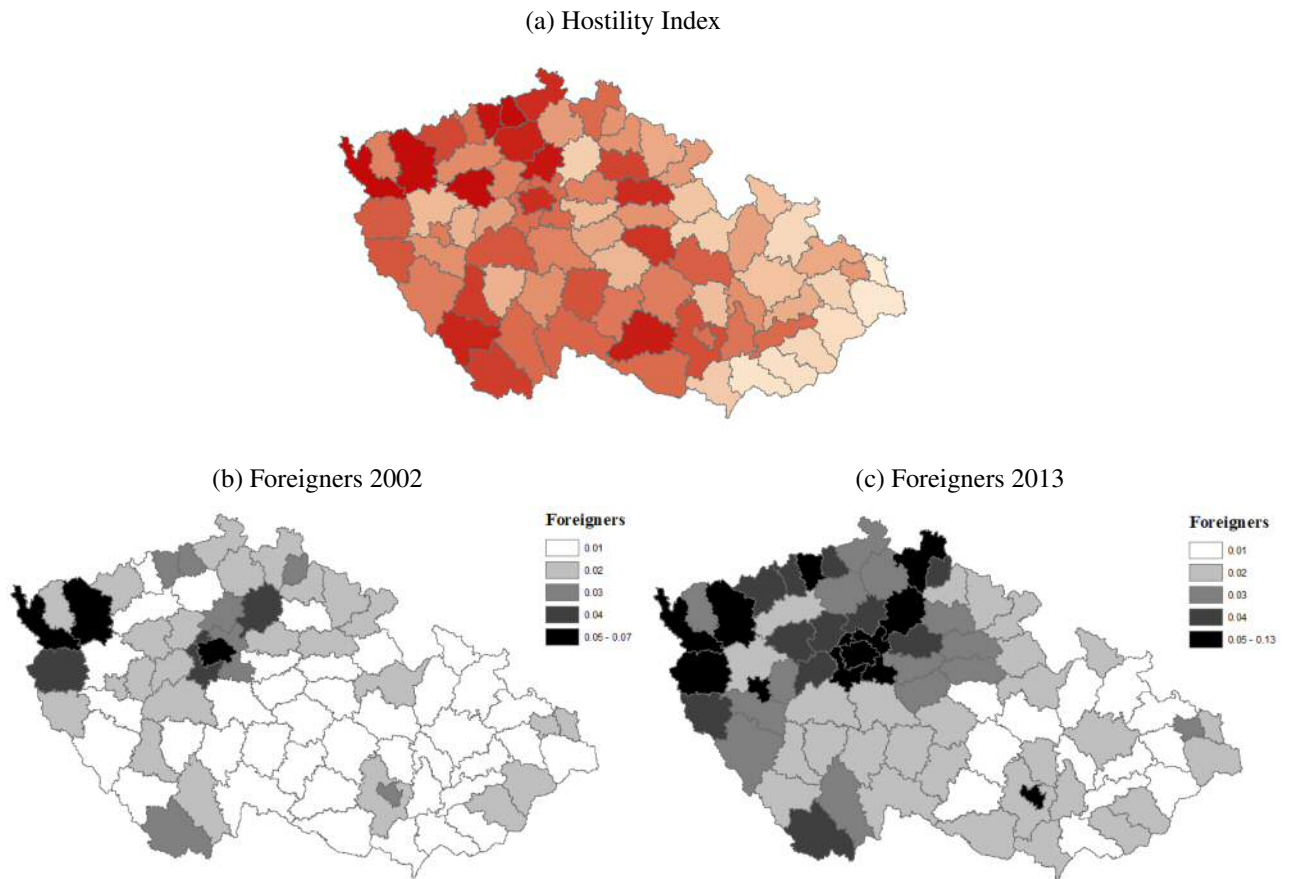 (a) Hostility Index
(b) Foreigners 2002
(c) Foreigners 2013
Foreigners
0.01
0.02
0.03
0.04
0.05 - 0.07
Foreigners
0.01
0.02
0.03
0.04
0.05 - 0.13